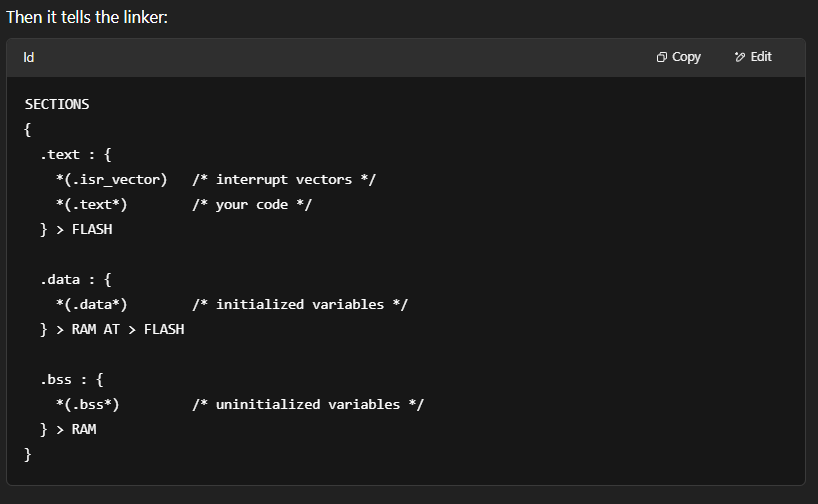 Then it tells the linker:
ld
Copy
Edit
SECTIONS
{
  .text : {
    *(.isr_vector)   /* interrupt vectors */
    *(.text*)        /* your code */
  } > FLASH

  .data : {
    *(.data*)        /* initialized variables */
  } > RAM AT > FLASH

  .bss : {
    *(.bss*)         /* uninitialized variables */
  } > RAM
}